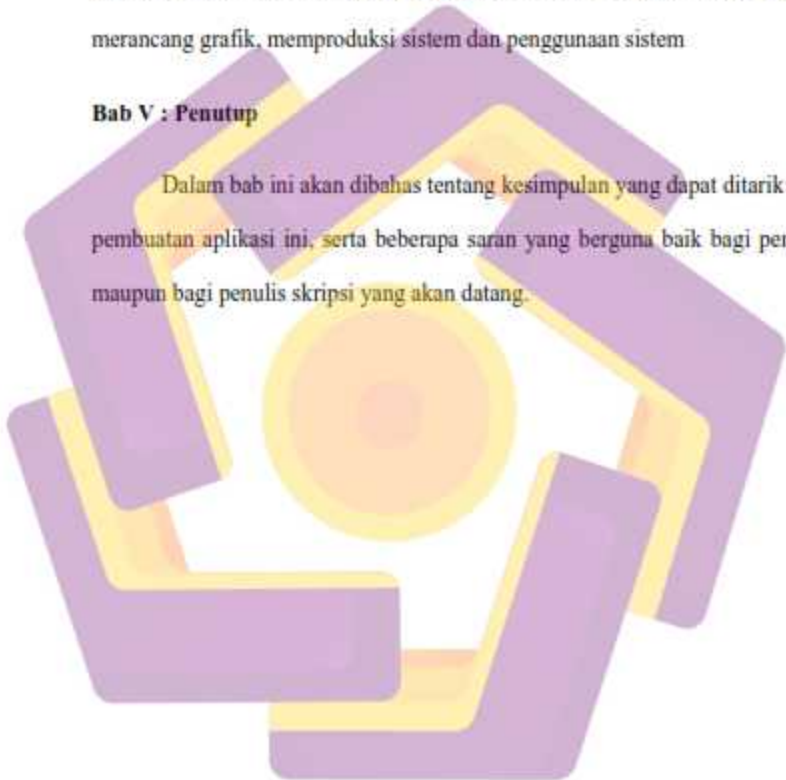 merancang grafik, memproduksi sistem dan penggunaan sistem
Bab V : Penutup
Dalam bab ini akan dibahas tentang kesimpulan yang dapat ditarik
pembuatan aplikasi ini, serta beberapa saran yang berguna baik bagi
maupun bagi penulis skripsi yang akan datang.